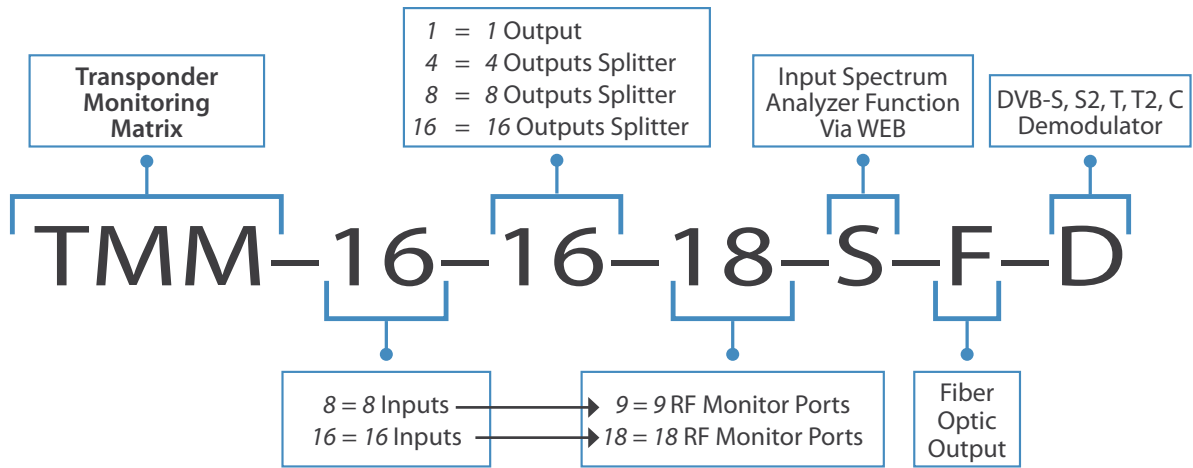 Transponder
Monitoring
Matrix
1 = 1 Output
4 = 4 Outputs Splitter
8 = 8 Outputs Splitter
16 = 16 Outputs Splitter
Input Spectrum
Analyzer Function
Via WEB
DVB-S, S2, T, T2, C
Demodulator
TMM–16–16–18–S–F–D
8 = 8 Inputs
16 = 16 Inputs
9 = 9 RF Monitor Ports
18 = 18 RF Monitor Ports
Fiber
Optic
Output